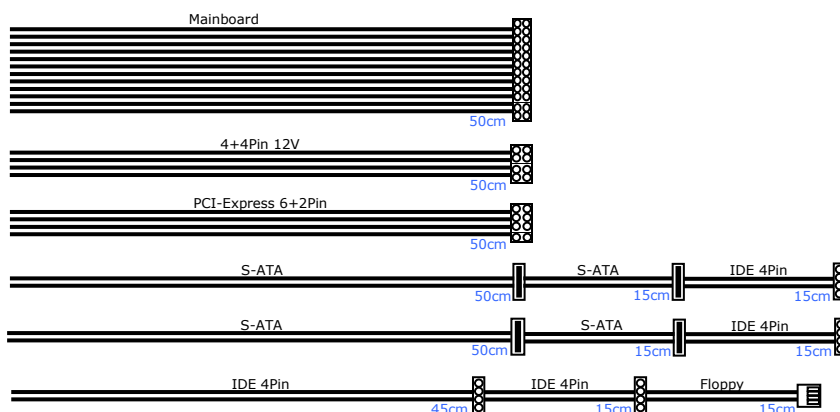 Mainboard
50cm
4+4Pin 12V
50cm
PCI-Express 6+2Pin
50cm
S-ATA S-ATA IDE 4Pin
50cm 15cm 15cm
S-ATA S-ATA IDE 4Pin
50cm 15cm 15cm
IDE 4Pin IDE 4Pin Floppy
45cm 15cm 15cm